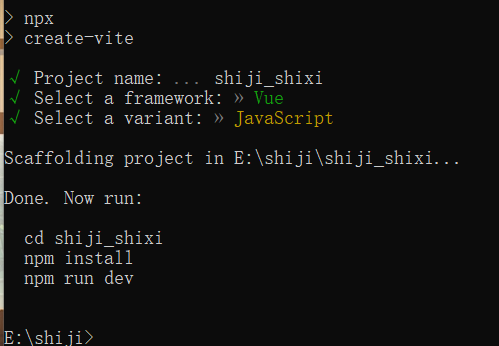 > npx
> create-vite
√ Project name: ... shiji_shixi
√ Select a framework: » Vue
√ Select a variant: » JavaScript
Scaffolding project in E:\shiji\shiji_shixi...
Done. Now run:
cd shiji_shixi
npm install
npm run dev
E:\shiji>